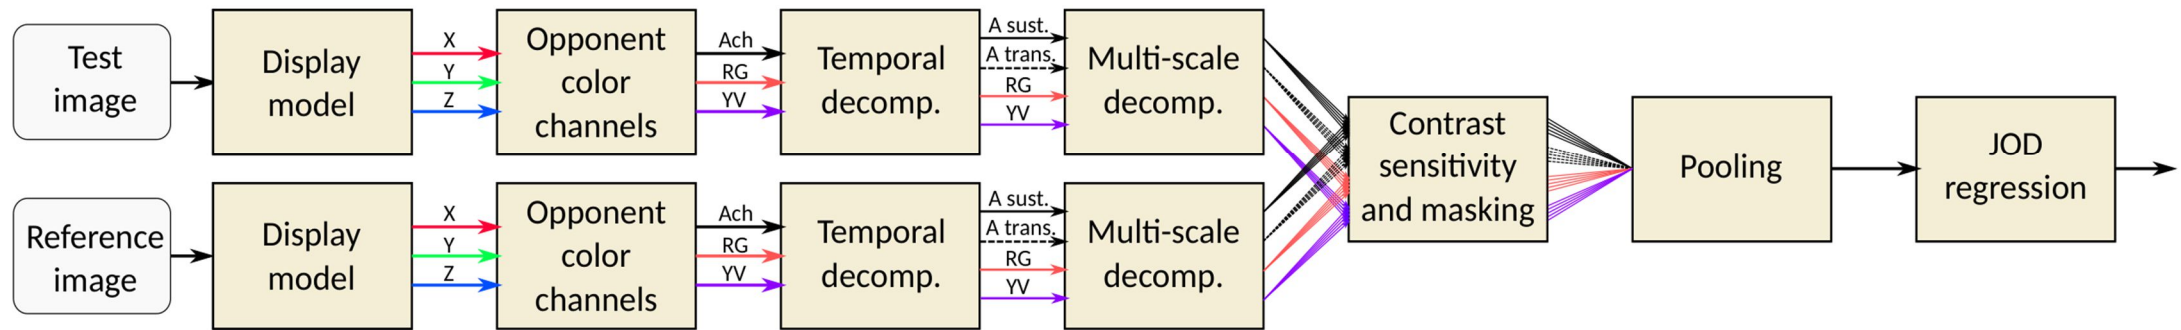 Test
image
Display
model
X
Y
Z
Opponent
color
channels
Ach
RG
YV
Temporal
decomp.
A sust.
A trans.
RG
YV
Multi-scale
decomp.
Reference
image
Display
model
X
Y
Z
Opponent
color
channels
Ach
RG
YV
Temporal
decomp.
A sust.
A trans.
RG
YV
Multi-scale
decomp.
Contrast
sensitivity
and masking
Pooling
JOD
regression